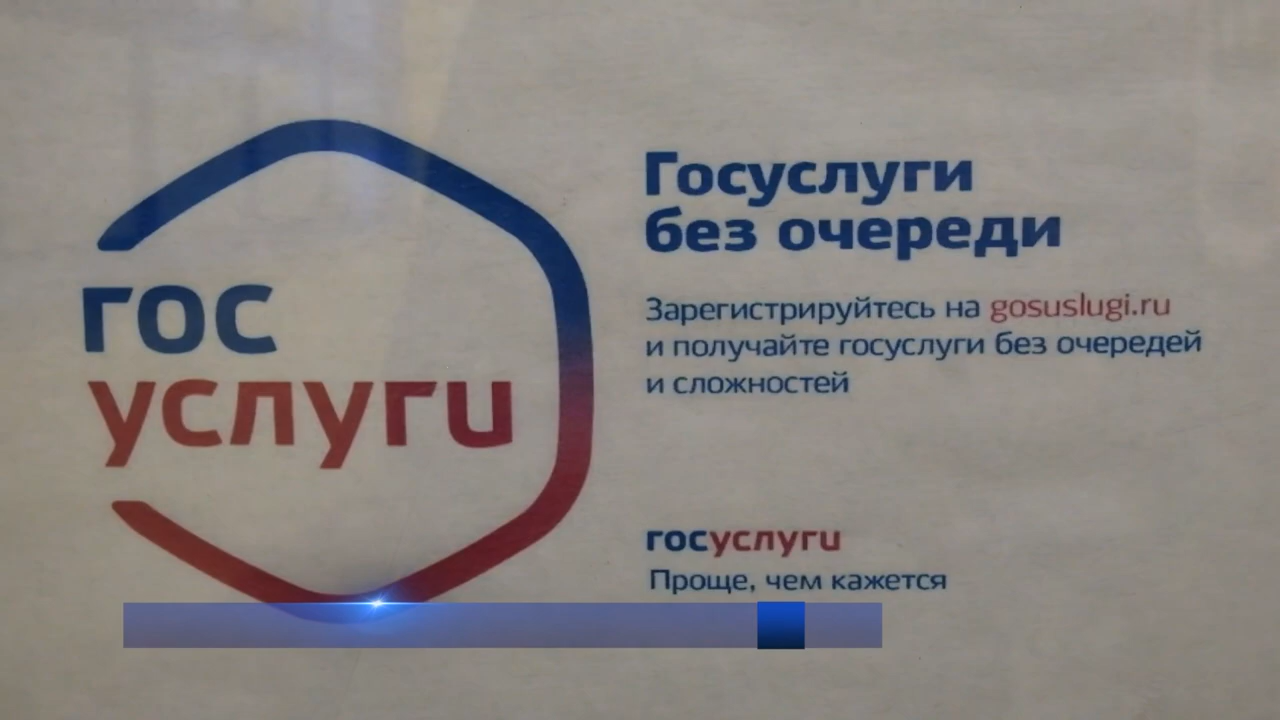 гос
услуги
Госуслуги
без очереди
Зарегистрируйтесь на gosuslugi.ru
и получайте госуслуги без очередей
и сложностей
госуслуги
Проще, чем кажется